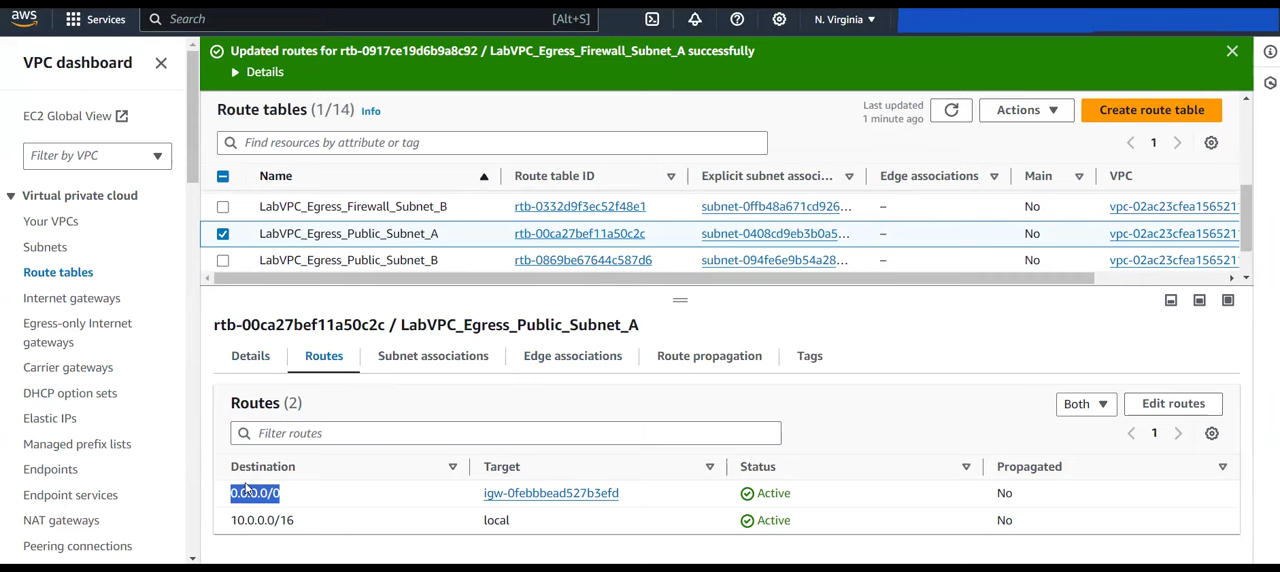 aws
Services
Search
[Alt+S]
N. Virginia
VPC dashboard
EC2 Global View
Filter by VPC
Virtual private cloud
Your VPCs
Subnets
Route tables
Internet gateways
Egress-only Internet
gateways
Carrier gateways
DHCP option sets
Elastic IPs
Managed prefix lists
Endpoints
Endpoint services
NAT gateways
Peering connections
Updated routes for rtb-0917ce19d6b9a8c92 / LabVPC_Egress_Firewall_Subnet_A successfully
Details
Route tables (1/14) Info
Last updated
1 minute ago
Actions
Create route table
Find resources by attribute or tag
1
Name Route table ID Explicit subnet associ... Edge associations Main VPC
LabVPC_Egress_Firewall_Subnet_B rtb-0332d9f3ec52f48e1 subnet-0ffb48a671cd926... – No vpc-02ac23cfea156521
LabVPC_Egress_Public_Subnet_A rtb-00ca27bef11a50c2c subnet-0408cd9eb3b0a5... – No vpc-02ac23cfea156521
LabVPC_Egress_Public_Subnet_B rtb-0869be67644c587d6 subnet-094fe6e9b54a28... – No vpc-02ac23cfea156521
rtb-00ca27bef11a50c2c / LabVPC_Egress_Public_Subnet_A
Details Routes Subnet associations Edge associations Route propagation Tags
Routes (2)
Both
Edit routes
Filter routes
1
Destination Target Status Propagated
0.0.0.0/0 igw-0febbbead527b3efd Active No
10.0.0.0/16 local Active No